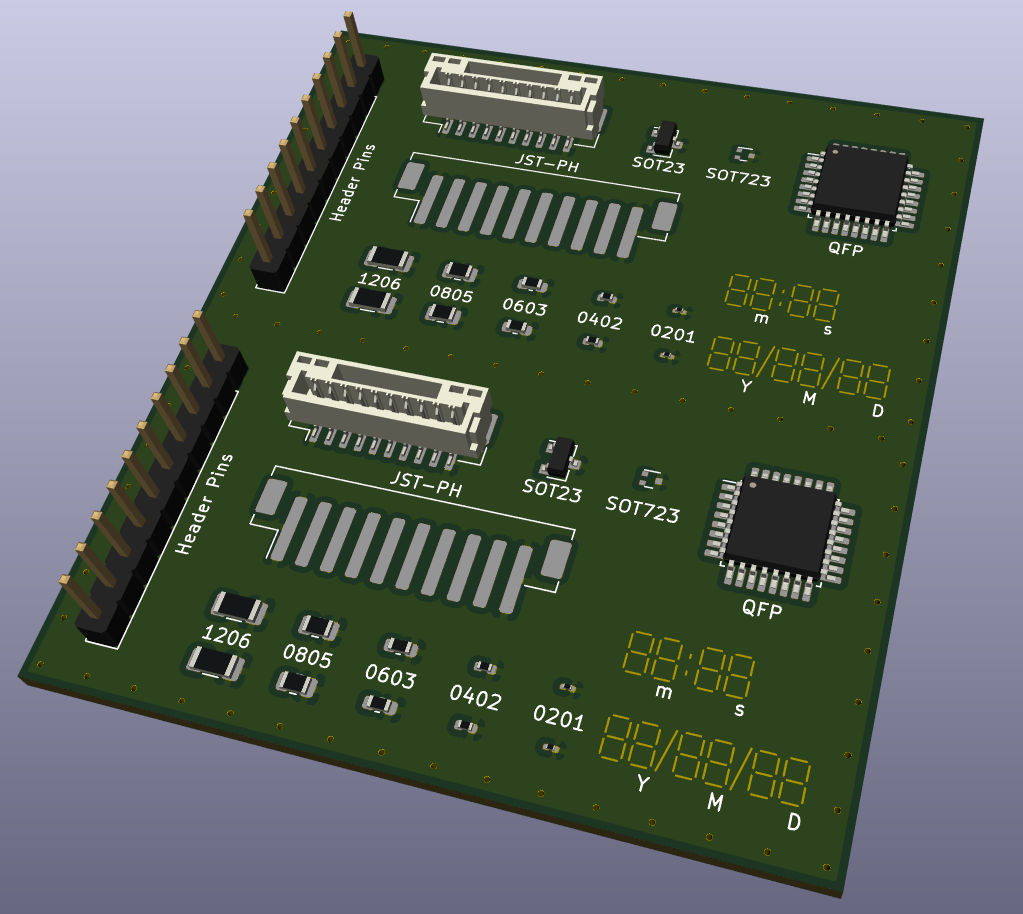 Header Pins
JST-PH
SOT23
SOT723
QFP
1206
0805
0603
0402
0201
88:88
m s
88/88/88
Y M D
Header Pins
JST-PH
SOT23
SOT723
QFP
1206
0805
0603
0402
0201
88:88
m s
88/88/88
Y M D